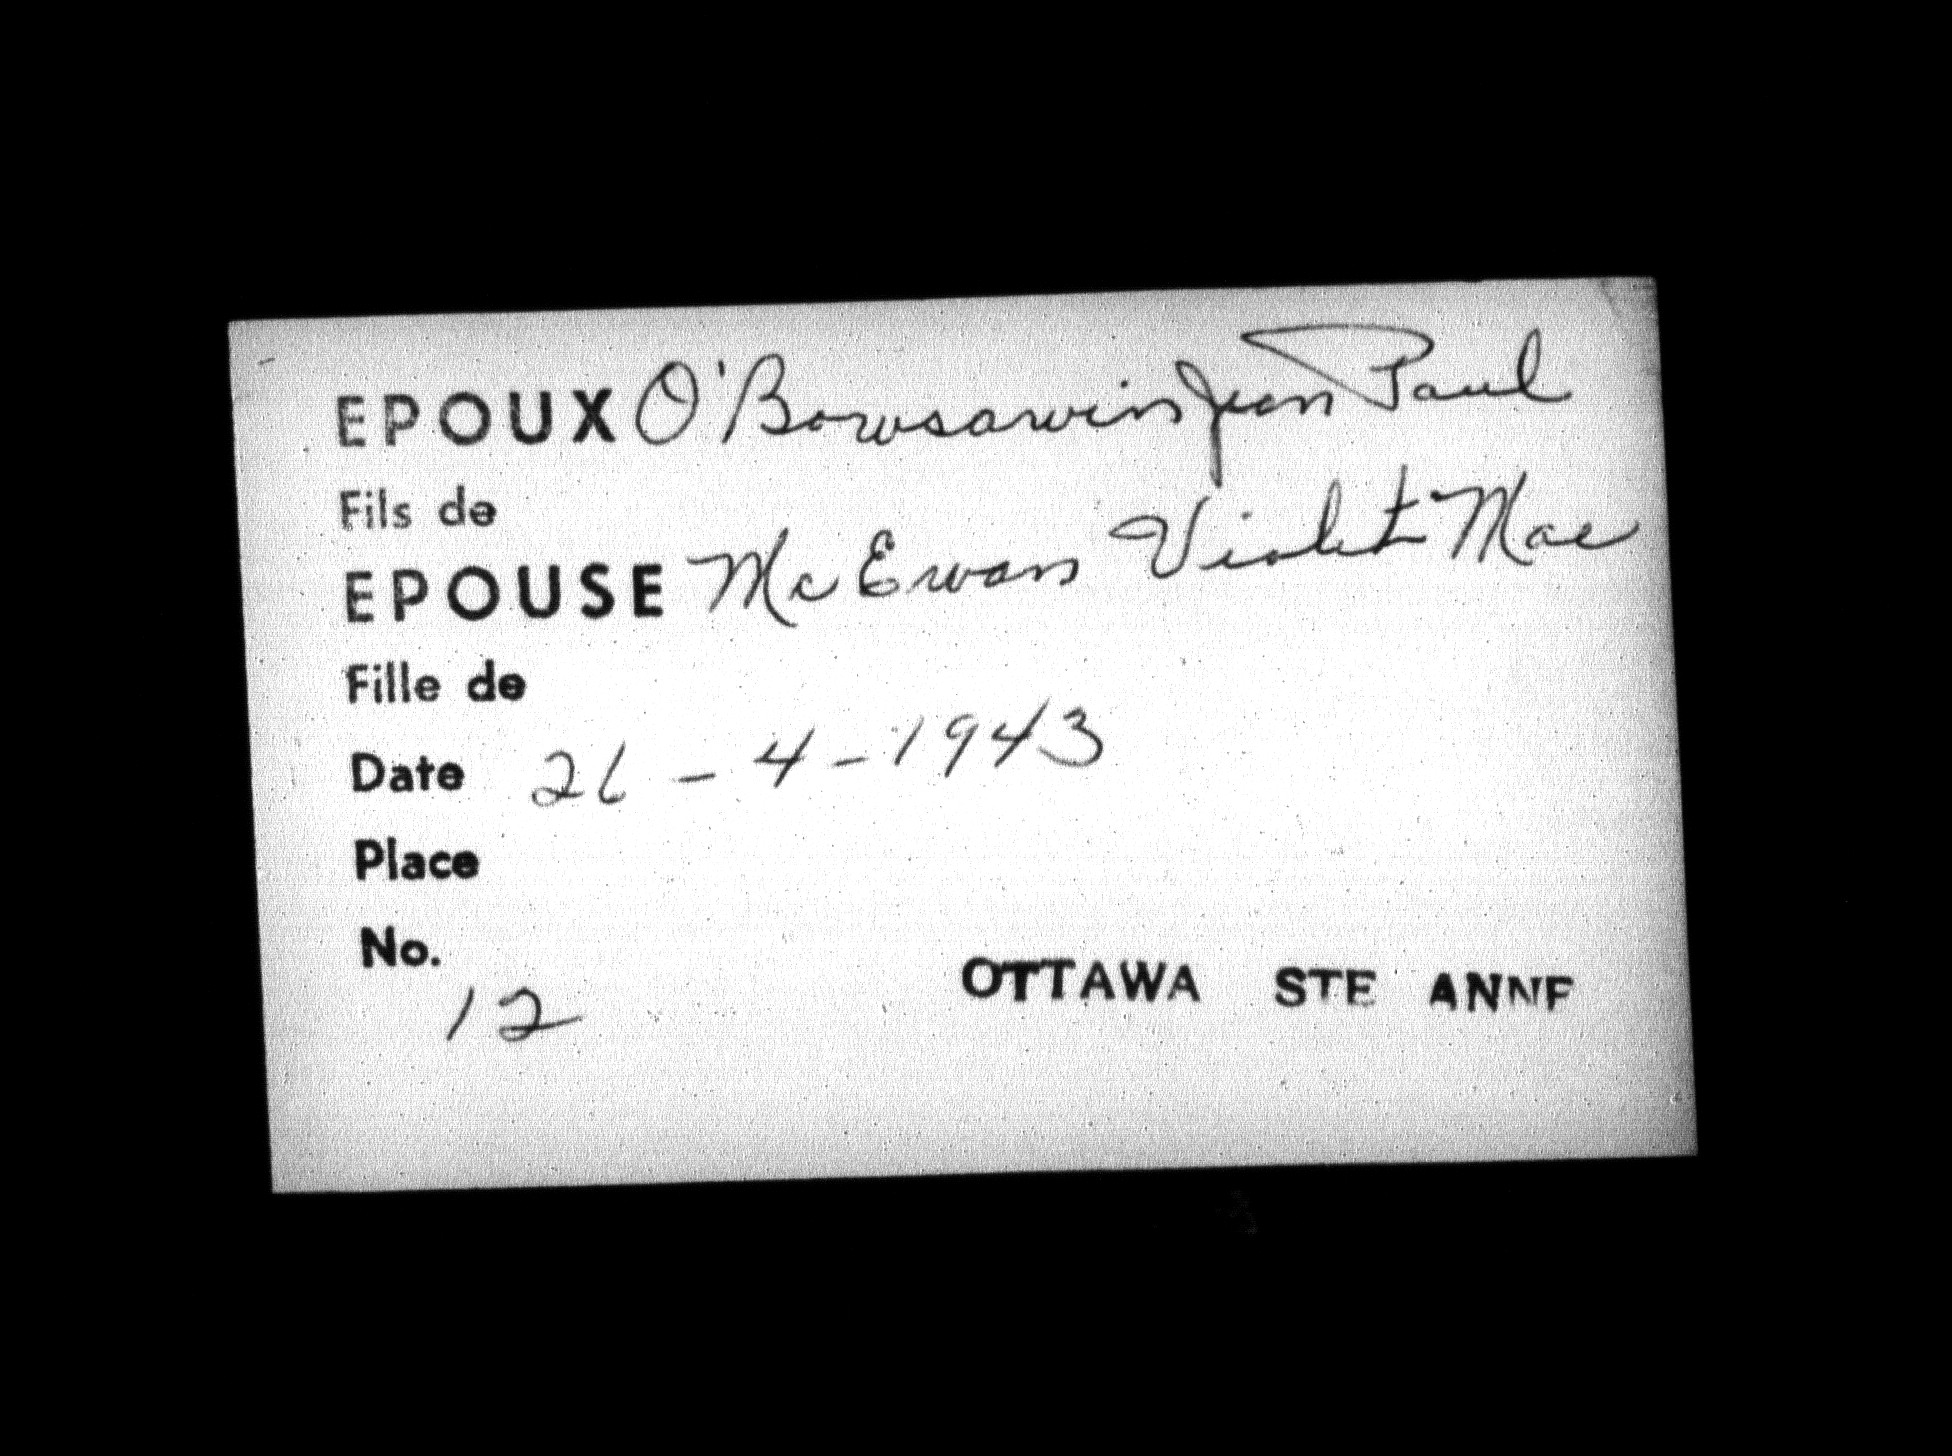 EPOUX O'Bowsawin Jean Paul
Fils de
EPOUSE McEwan Violet Mae
Fille de
Date 26-4-1943
Place
No.
12
OTTAWA STE ANNE